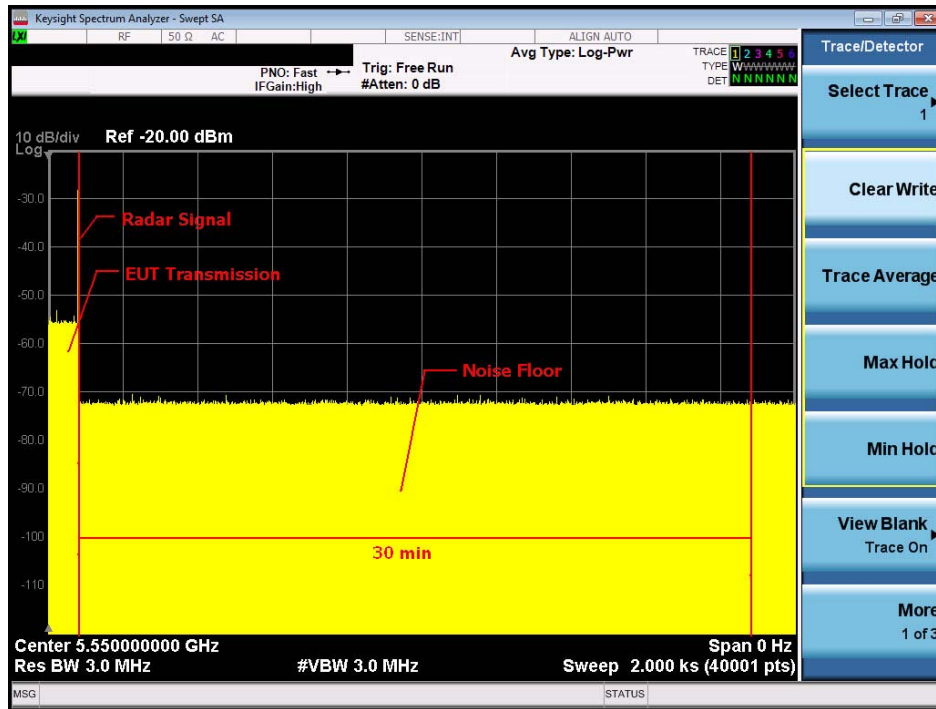 Keysight Spectrum Analyzer - Swept SA
LXI RF 50 Ω AC SENSE:INT ALIGN AUTO
Avg Type: Log-Pwr
TRACE 1 2 3 4 5 6
TYPE WWWWWW
DET N N N N N N
PNO: Fast
IFGain:High
Trig: Free Run
#Atten: 0 dB
10 dB/div
Log
Ref -20.00 dBm
-30.0
-40.0
-50.0
-60.0
-70.0
-80.0
-90.0
-100
-110
Radar Signal
EUT Transmission
Noise Floor
30 min
Center 5.550000000 GHz
Span 0 Hz
Res BW 3.0 MHz
#VBW 3.0 MHz
Sweep 2.000 ks (40001 pts)
MSG
STATUS
Trace/Detector
Select Trace
1
Clear Write
Trace Average
Max Hold
Min Hold
View Blank
Trace On
More
1 of 3